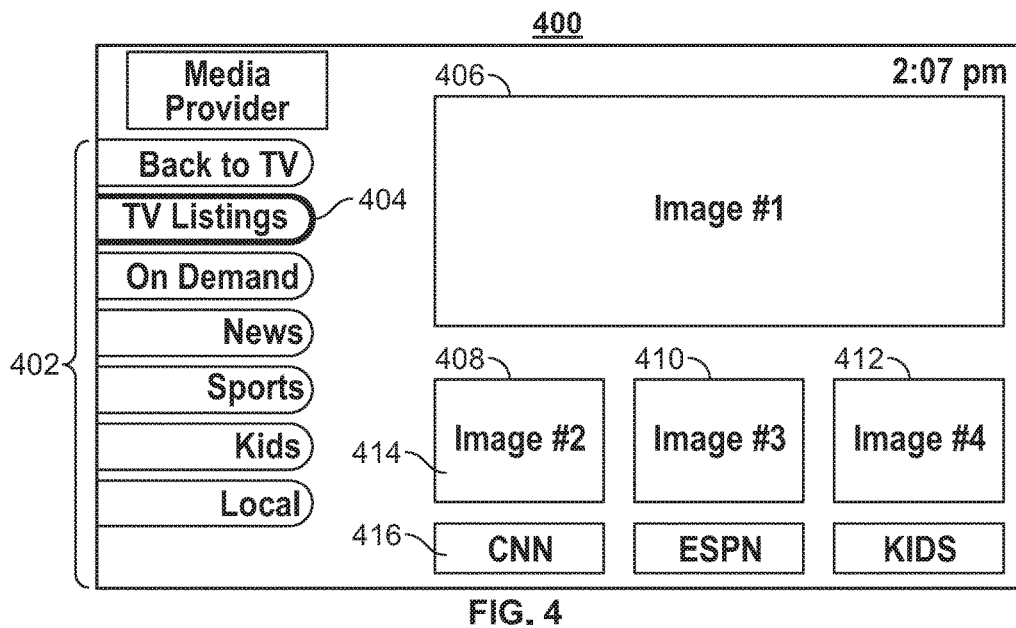 400
Media
Provider
2:07 pm
406
Back to TV
TV Listings
404
Image #1
On Demand
News
402
Sports
408
410
412
Kids
Image #2
Image #3
Image #4
414
Local
416
CNN
ESPN
KIDS
FIG. 4